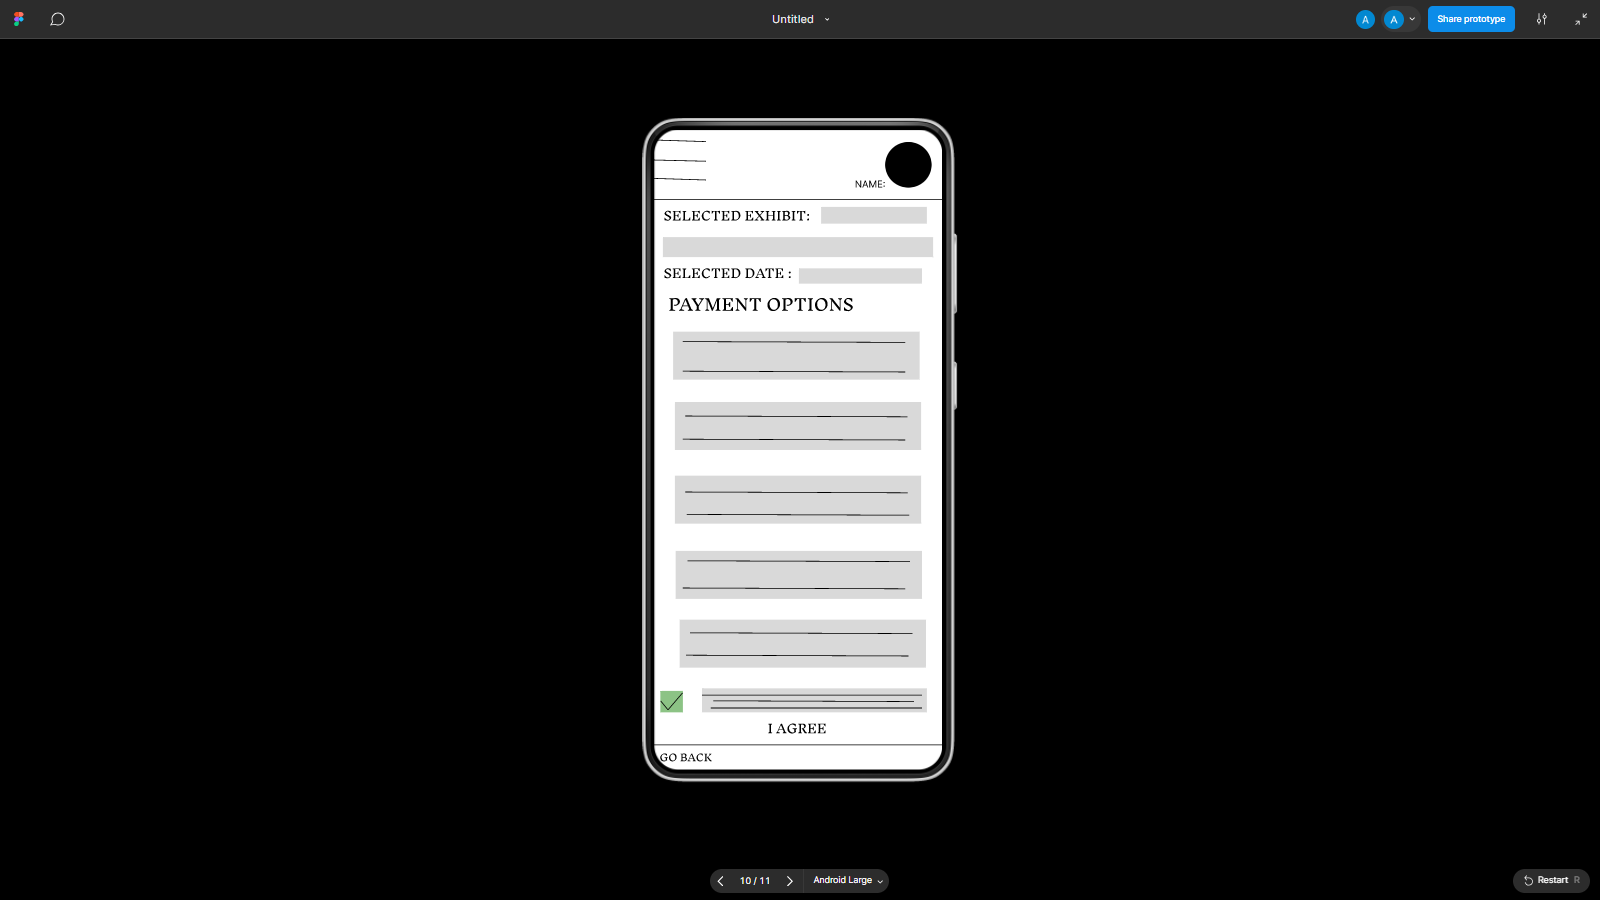 Untitled
A
A
Share prototype
NAME:
SELECTED EXHIBIT:
SELECTED DATE :
PAYMENT OPTIONS
I AGREE
GO BACK
10 / 11
Android Large
Restart R